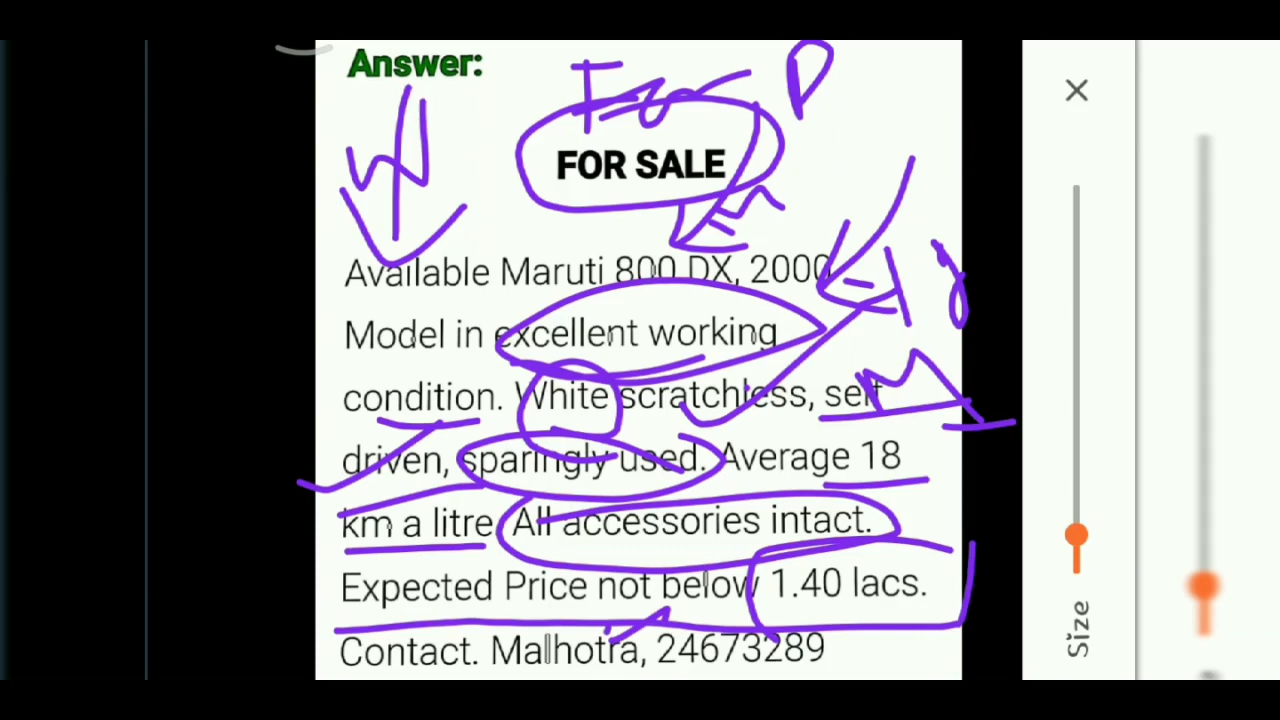 Answer:
FOR SALE
Available Maruti 800 DX, 2000
Model in excellent working
condition. White scratchless, self
driven, sparingly used. Average 18
km a litre. All accessories intact.
Expected Price not below 1.40 lacs.
Contact. Malhotra, 24673289
Size